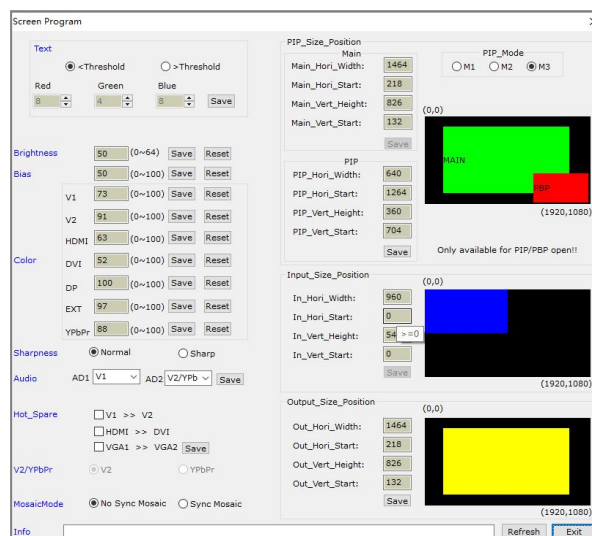 Screen Program
Text
<Threshold >Threshold
Red Green Blue
8 4 8 Save
Brightness 50 (0~64) Save Reset
Bias 50 (0~100) Save Reset
Color
V1 73 (0~100) Save Reset
V2 91 (0~100) Save Reset
HDMI 63 (0~100) Save Reset
DVI 52 (0~100) Save Reset
DP 100 (0~100) Save Reset
EXT 97 (0~100) Save Reset
YPbPr 88 (0~100) Save Reset
Sharpness Normal Sharp
Audio AD1 V1 AD2 V2/YPb Save
Hot_Spare V1 >> V2
HDMI >> DVI
VGA1 >> VGA2 Save
V2/YPbPr V2 YPbPr
MosaicMode No Sync Mosaic Sync Mosaic
Info
PIP_Size_Position
Main
Main_Hori_Width: 1464
Main_Hori_Start: 218
Main_Vert_Height: 826
Main_Vert_Start: 132
Save
PIP_Mode
M1 M2 M3
(0,0)
MAIN
PBP
(1920,1080)
PIP
PIP_Hori_Width: 640
PIP_Hori_Start: 1264
PIP_Vert_Height: 360
PIP_Vert_Start: 704
Save
Only available for PIP/PBP open!!
Input_Size_Position
(0,0)
In_Hori_Width: 960
In_Hori_Start: 0
>=0
In_Vert_Height: 54
In_Vert_Start: 0
Save
(1920,1080)
Output_Size_Position
(0,0)
Out_Hori_Width: 1464
Out_Hori_Start: 218
Out_Vert_Height: 826
Out_Vert_Start: 132
Save
(1920,1080)
Refresh Exit